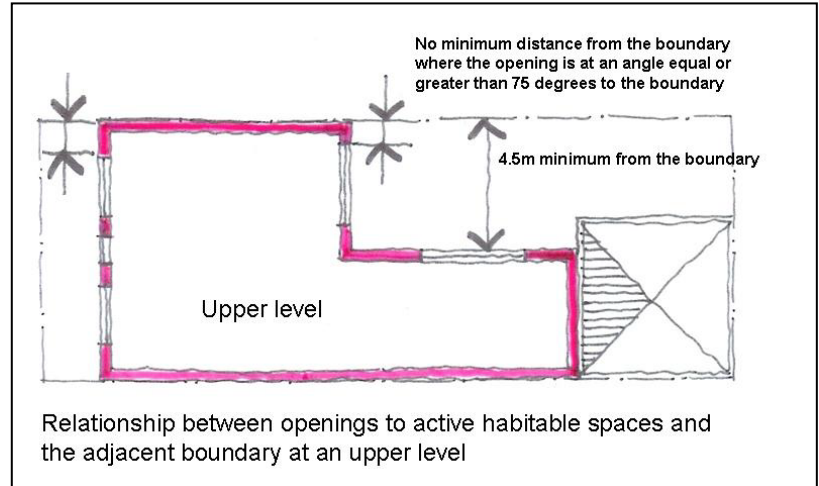 No minimum distance from the boundary
where the opening is at an angle equal or
greater than 75 degrees to the boundary
4.5m minimum from the boundary
Upper level
Relationship between openings to active habitable spaces and
the adjacent boundary at an upper level